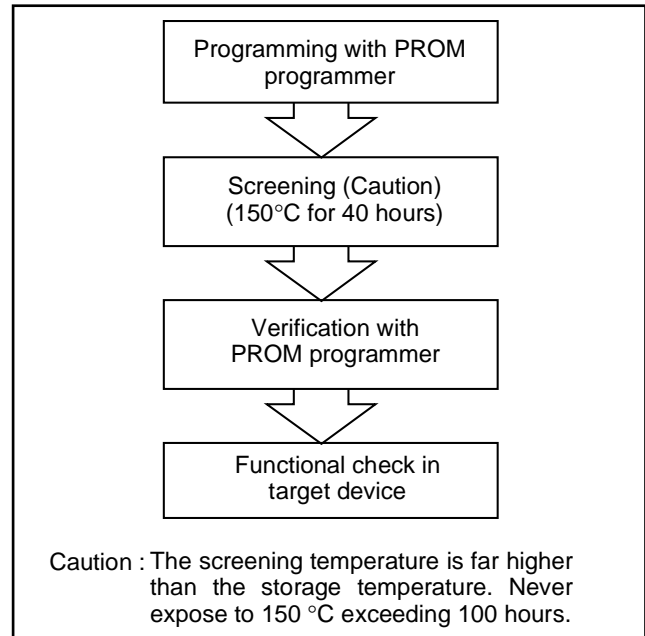 Programming with PROM
programmer
Screening (Caution)
(150°C for 40 hours)
Verification with
PROM programmer
Functional check in
target device
Caution : The screening temperature is far higher
than the storage temperature. Never
expose to 150 °C exceeding 100 hours.